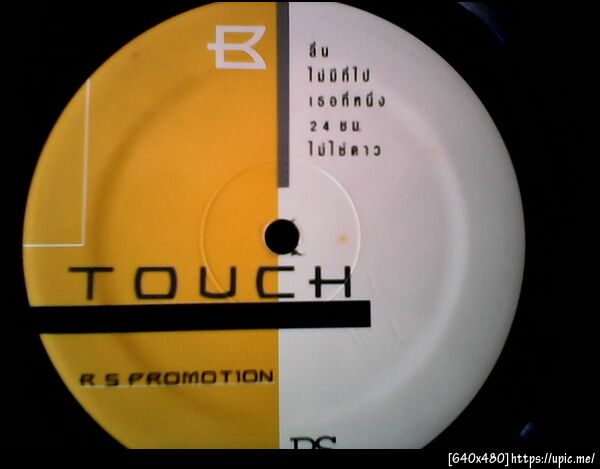 B
ลื่น
ไม่มีที่ไป
เธอที่หนึ่ง
24 ชม.
ไม่ใช่ดาว
TOUCH
R S PROMOTION
RS
[640x480]https://upic.me/